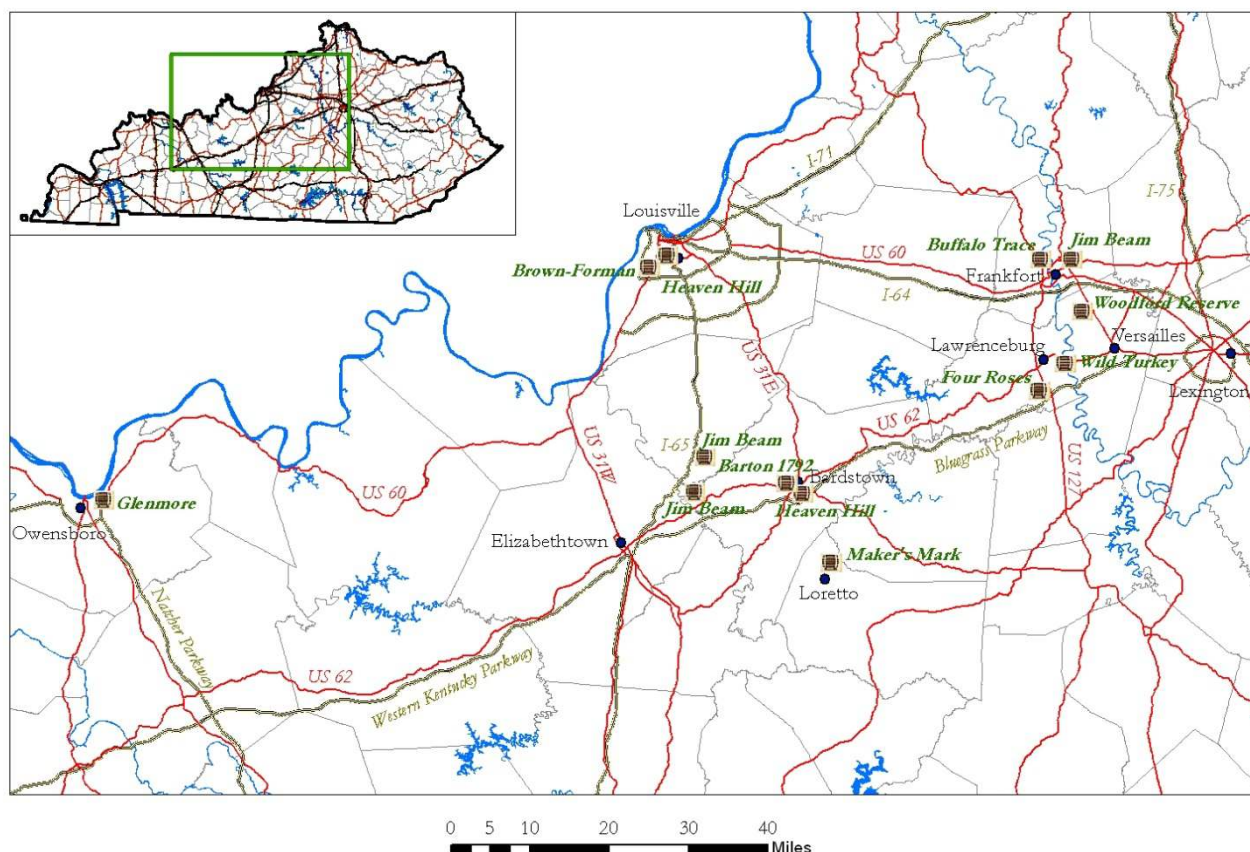 Louisville
I-71
I-75
Brown-Forman
Heaven Hill
US 60
I-64
Buffalo Trace
Jim Beam
Frankfort
Woodford Reserve
Versailles
Lawrenceburg
Wild Turkey
Four Roses
Lexington
US 31E
US 62
Bluegrass Parkway
US 127
US 31W
I-65
Jim Beam
Barton 1792
Bardstown
Jim Beam
Heaven Hill
US 60
Glenmore
Owensboro
Elizabethtown
Maker's Mark
Loretto
Natcher Parkway
US 62
Western Kentucky Parkway
0 5 10 20 30 40
Miles